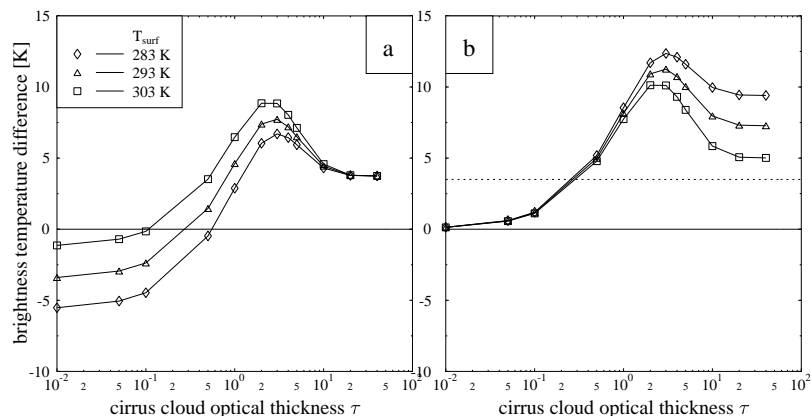 brightness temperature difference [K]
15
10
5
0
-5
-10
T_surf
283 K
293 K
303 K
a
10^-2 5 10^-1 2 5 10^0 2 5 10^1 2 5 10^2
cirrus cloud optical thickness τ
15
10
5
0
-5
-10
b
10^-2 2 5 10^-1 2 5 10^0 2 5 10^1 2 5 10^2
cirrus cloud optical thickness τ